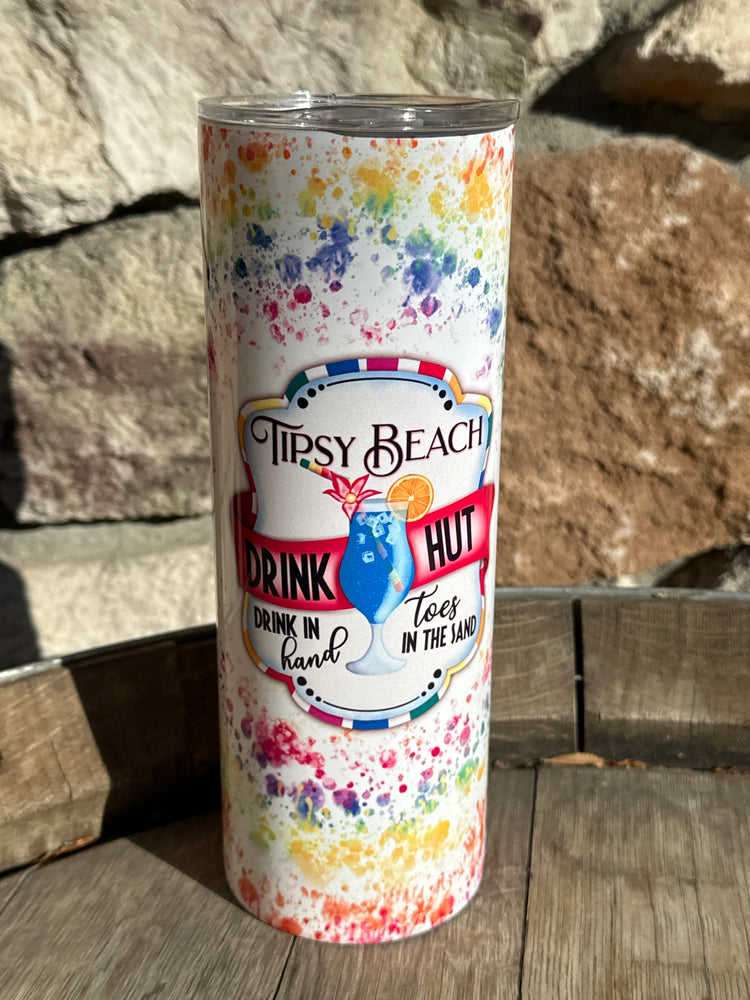 TIPSY BEACH
DRINK HUT
DRINK IN
hand
Toes
IN THE SAND